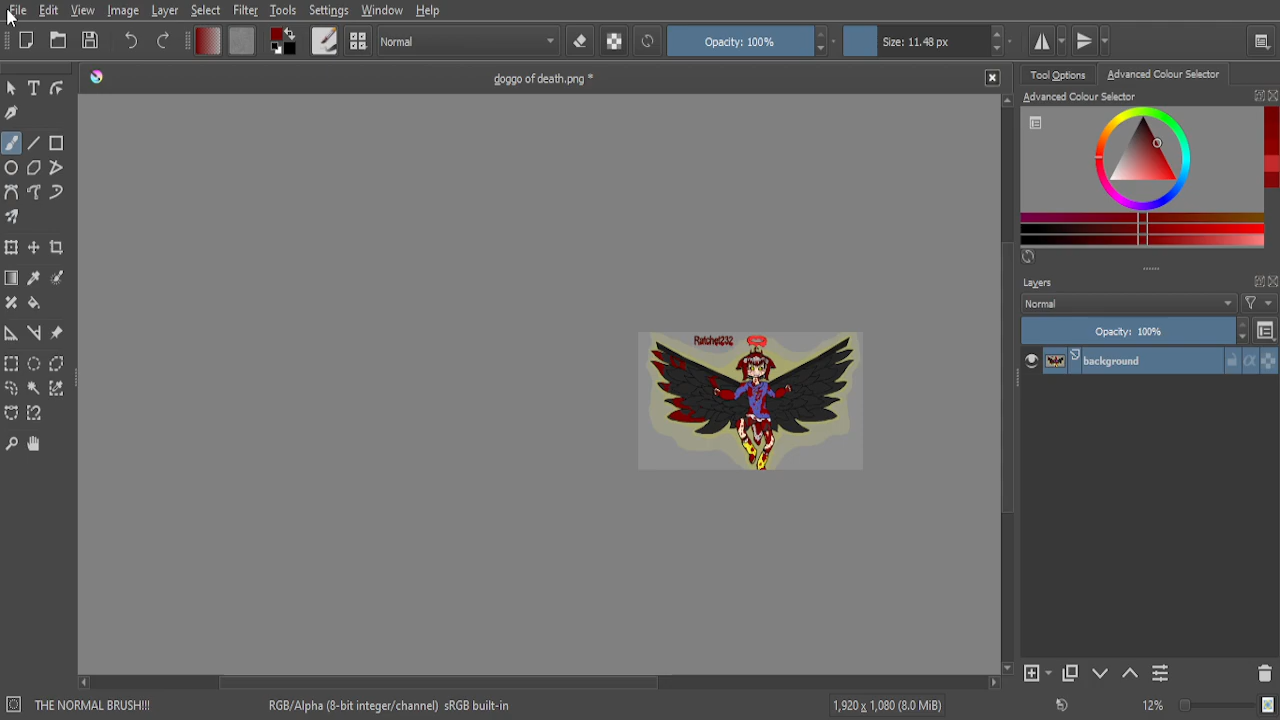 File Edit View Image Layer Select Filter Tools Settings Window Help
Normal Opacity: 100% Size: 11.48 px
doggo of death.png *
Tool Options Advanced Colour Selector
Advanced Colour Selector
Layers
Normal
Opacity: 100%
Ratchet232
background
THE NORMAL BRUSH!!! RGB/Alpha (8-bit integer/channel) sRGB built-in 1,920 x 1,080 (8.0 MiB) 12%